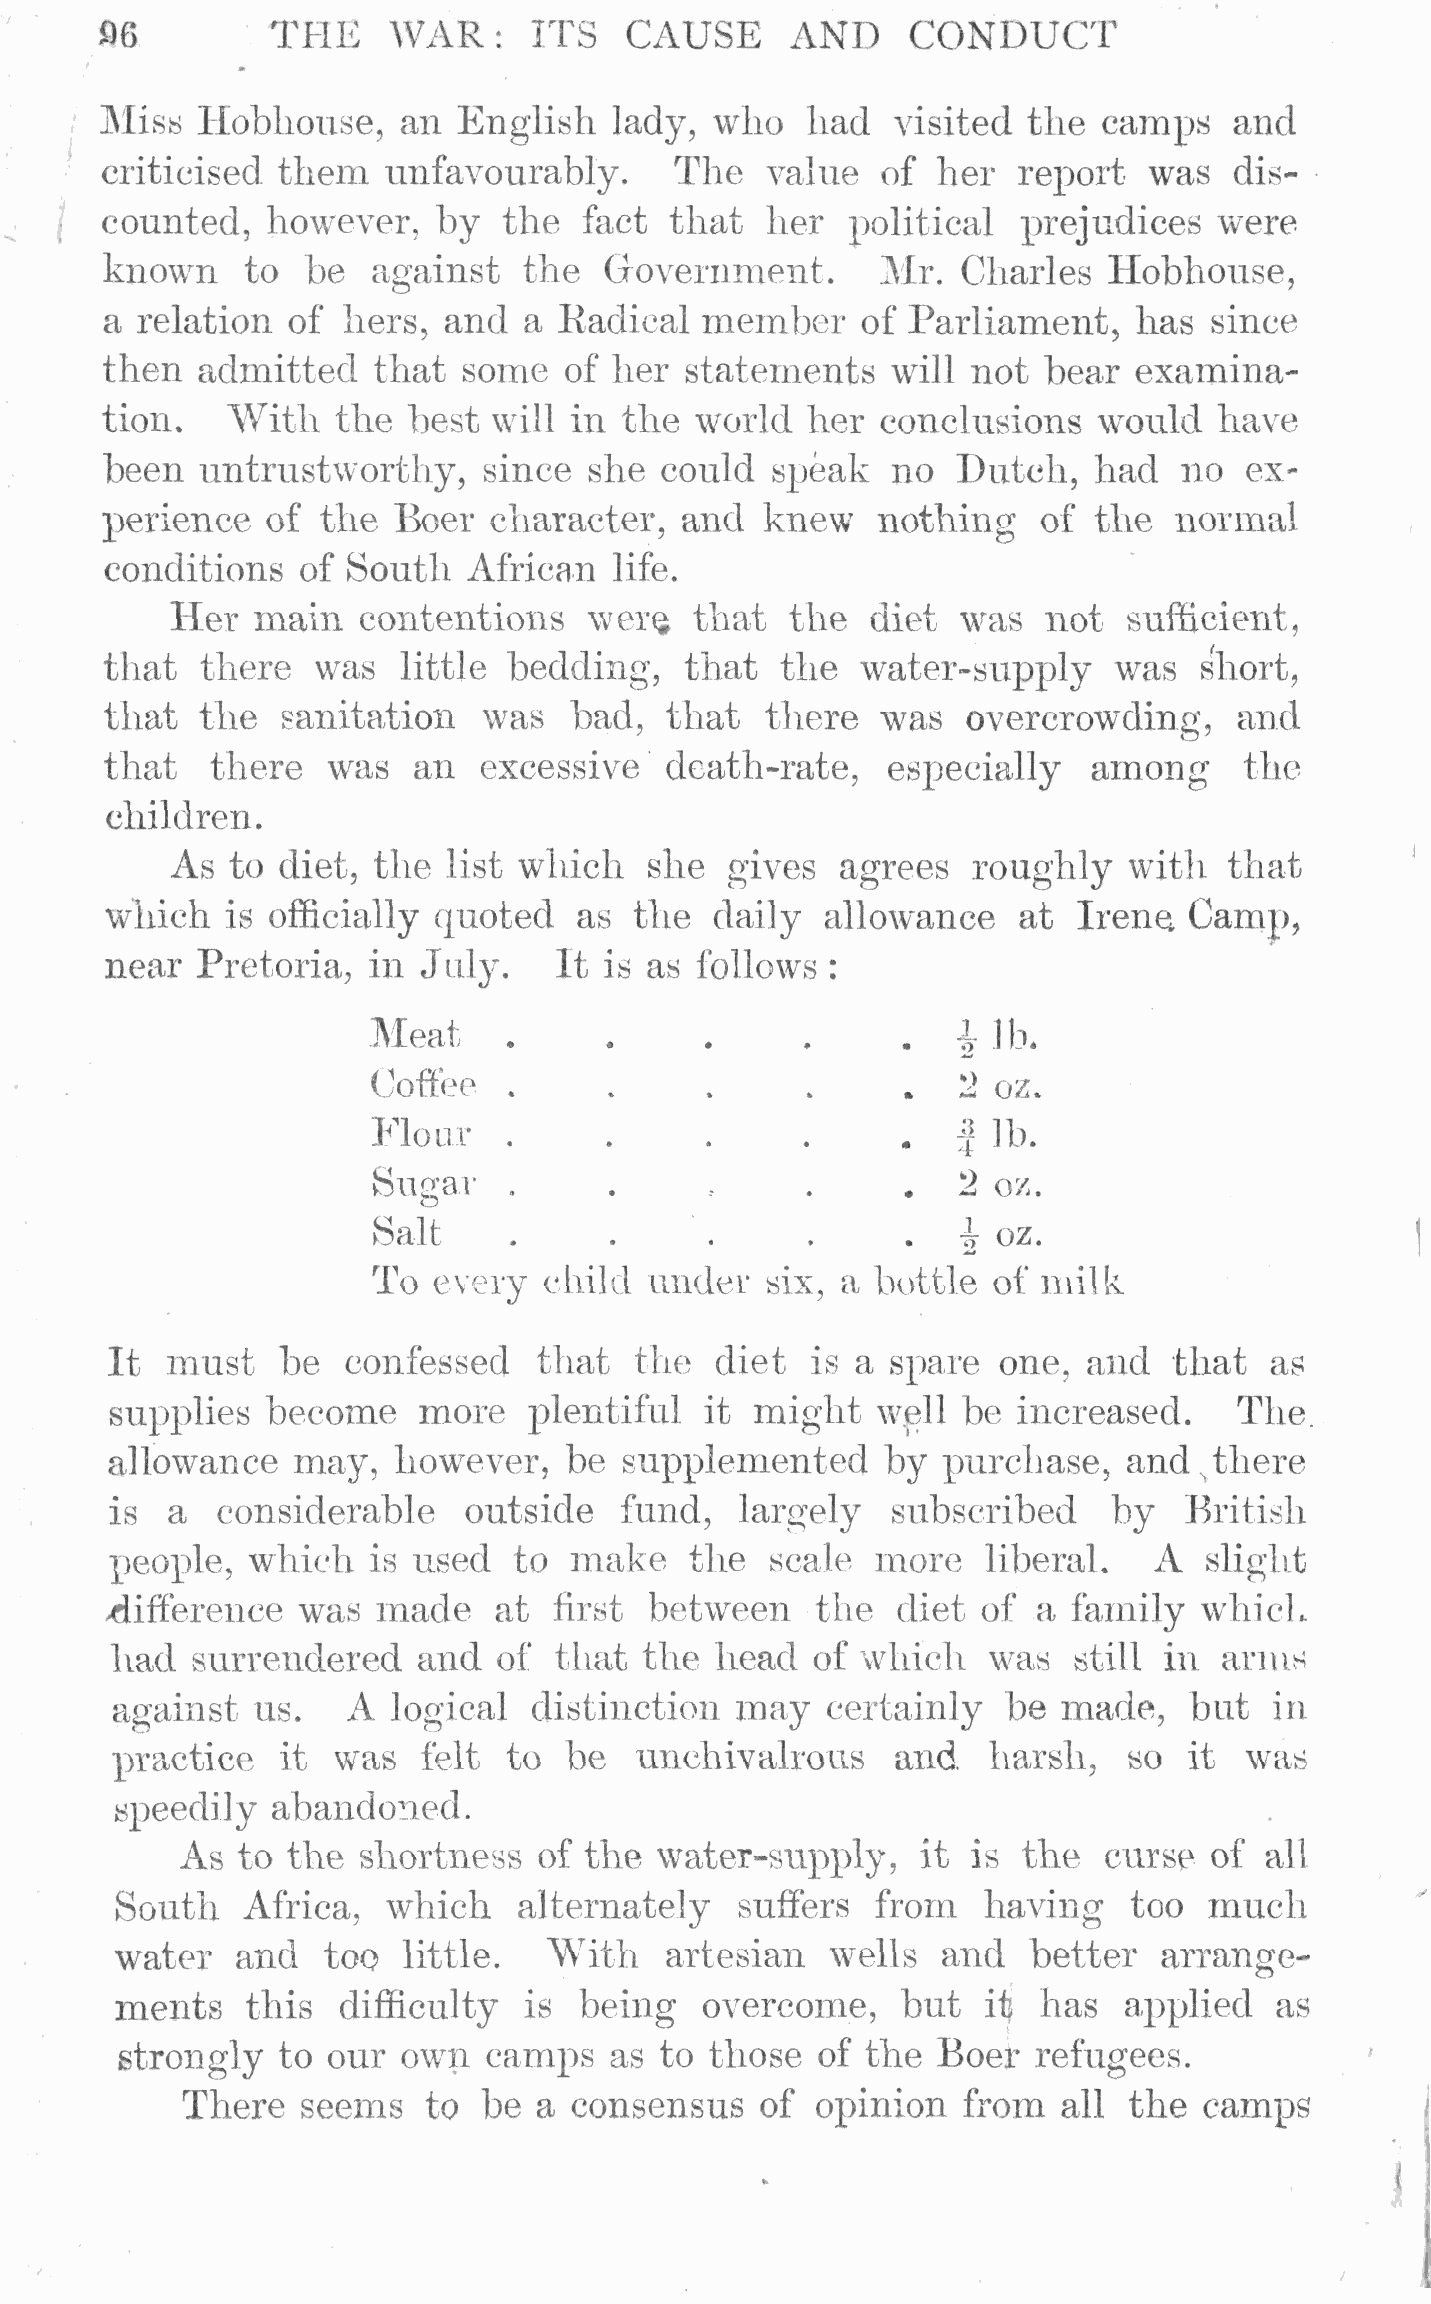 96 THE WAR: ITS CAUSE AND CONDUCT
Miss Hobhouse, an English lady, who had visited the camps and
criticised them unfavourably. The value of her report was dis-
counted, however, by the fact that her political prejudices were
known to be against the Government. Mr. Charles Hobhouse,
a relation of hers, and a Radical member of Parliament, has since
then admitted that some of her statements will not bear examina-
tion. With the best will in the world her conclusions would have
been untrustworthy, since she could speak no Dutch, had no ex-
perience of the Boer character, and knew nothing of the normal
conditions of South African life.
Her main contentions were that the diet was not sufficient,
that there was little bedding, that the water-supply was short,
that the sanitation was bad, that there was overcrowding, and
that there was an excessive death-rate, especially among the
children.
As to diet, the list which she gives agrees roughly with that
which is officially quoted as the daily allowance at Irene Camp,
near Pretoria, in July. It is as follows :
Meat . . . . . ½ lb.
Coffee . . . . . 2 oz.
Flour . . . . . ¾ lb.
Sugar . . . . . 2 oz.
Salt . . . . . ½ oz.
To every child under six, a bottle of milk
It must be confessed that the diet is a spare one, and that as
supplies become more plentiful it might well be increased. The
allowance may, however, be supplemented by purchase, and there
is a considerable outside fund, largely subscribed by British
people, which is used to make the scale more liberal. A slight
difference was made at first between the diet of a family which
had surrendered and of that the head of which was still in arms
against us. A logical distinction may certainly be made, but in
practice it was felt to be unchivalrous and harsh, so it was
speedily abandoned.
As to the shortness of the water-supply, it is the curse of all
South Africa, which alternately suffers from having too much
water and too little. With artesian wells and better arrange-
ments this difficulty is being overcome, but it has applied as
strongly to our own camps as to those of the Boer refugees.
There seems to be a consensus of opinion from all the camps